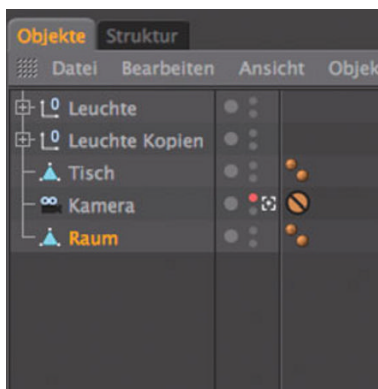 Objekte Struktur
Datei Bearbeiten Ansicht Objek
Leuchte
Leuchte Kopien
Tisch
Kamera
Raum